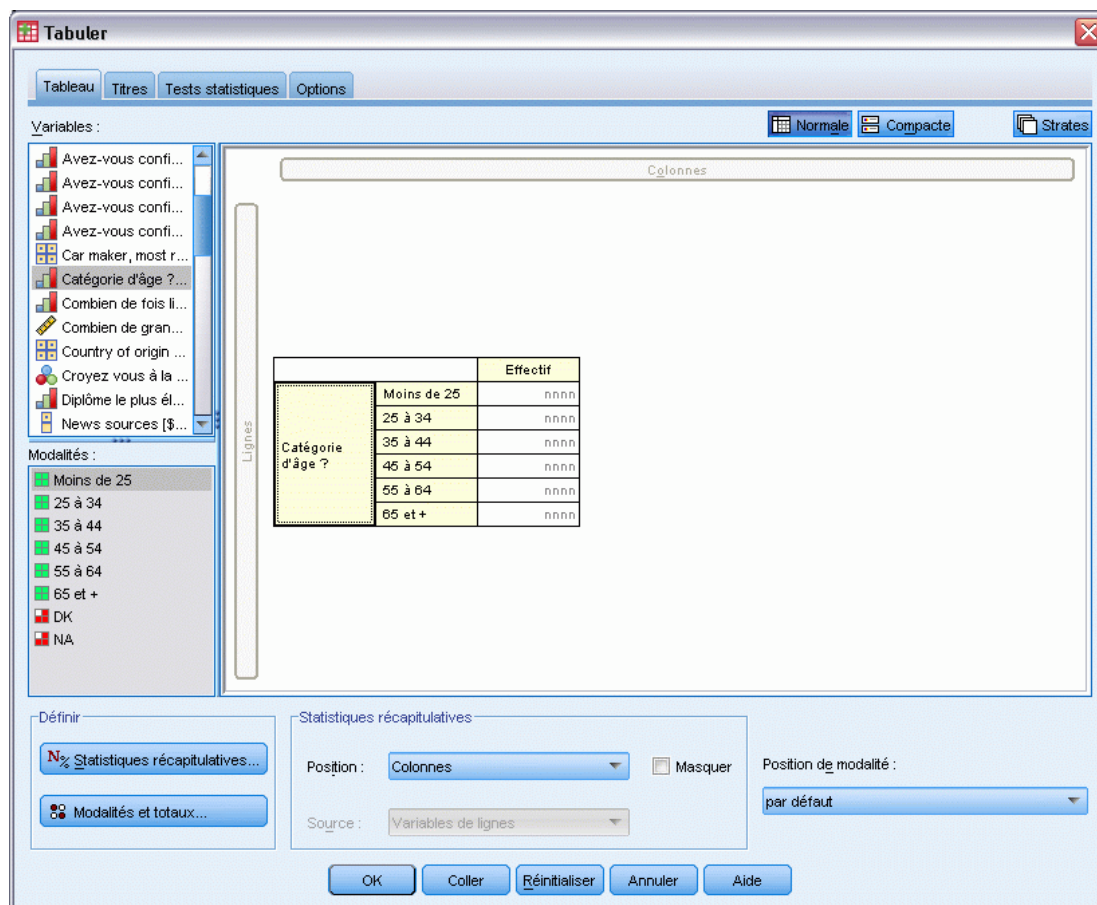 Tabuler
Tableau
Titres
Tests statistiques
Options
Variables :
Normale
Compacte
Strates
Avez-vous confi...
Avez-vous confi...
Avez-vous confi...
Avez-vous confi...
Car maker, most r...
Catégorie d'âge ?...
Combien de fois li...
Combien de gran...
Country of origin ...
Croyez vous à la ...
Diplôme le plus él...
News sources [$...
Modalités :
Moins de 25
25 à 34
35 à 44
45 à 54
55 à 64
65 et +
DK
NA
Colonnes
Lignes
Effectif
Catégorie d'âge ?
Moins de 25 nnnn
25 à 34 nnnn
35 à 44 nnnn
45 à 54 nnnn
55 à 64 nnnn
65 et + nnnn
Définir
N% Statistiques récapitulatives...
Modalités et totaux...
Statistiques récapitulatives
Position : Colonnes
Masquer
Source : Variables de lignes
Position de modalité :
par défaut
OK
Coller
Réinitialiser
Annuler
Aide